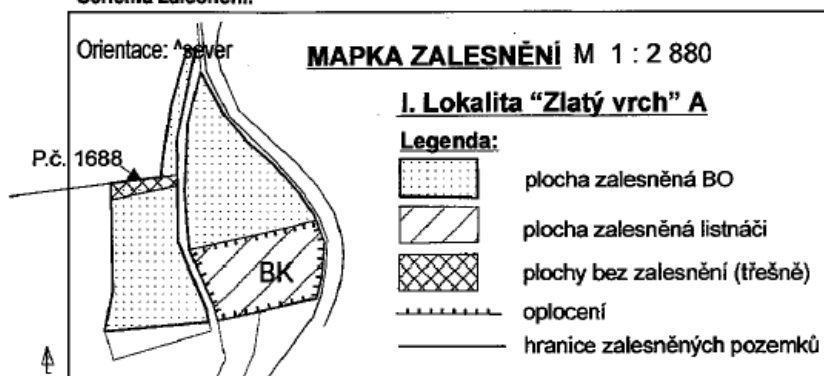 Orientace: ^sever
MAPKA ZALESNĚNÍ M 1 : 2 880
I. Lokalita "Zlatý vrch" A
Legenda:
P.č. 1688
plocha zalesněná BO
plocha zalesněná listnáči
BK
plochy bez zalesnění (třešně)
oplocení
hranice zalesněných pozemků